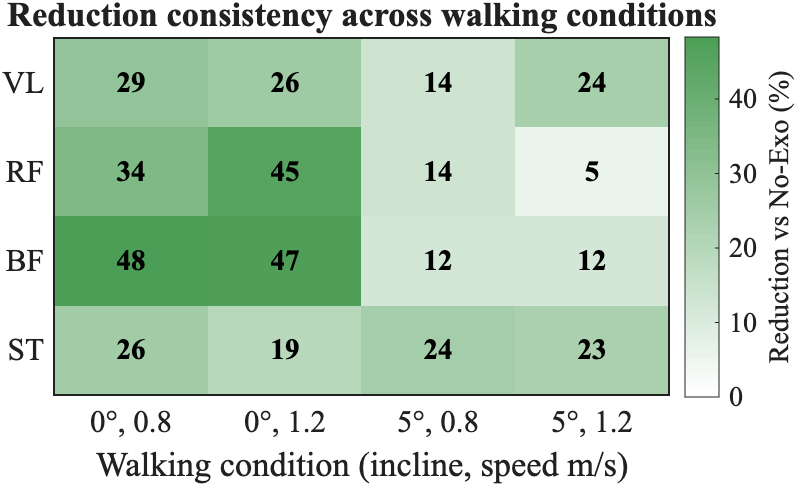 Reduction consistency across walking conditions
VL 29 26 14 24
RF 34 45 14 5
BF 48 47 12 12
ST 26 19 24 23
0°, 0.8 0°, 1.2 5°, 0.8 5°, 1.2
Walking condition (incline, speed m/s)
40
30
20
10
0
Reduction vs No-Exo (%)